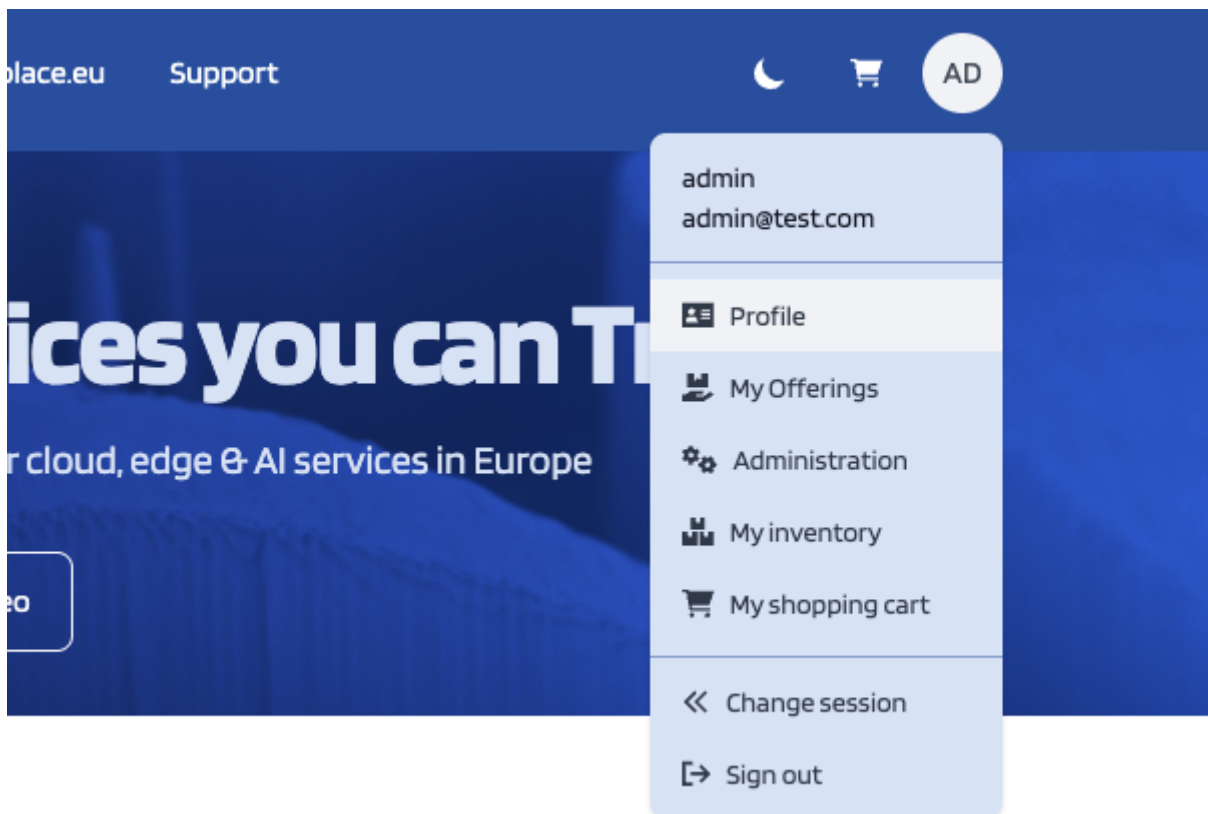 place.eu Support
AD
admin
admin@test.com
ices you can T
r cloud, edge & AI services in Europe
eo
Profile
My Offerings
Administration
My inventory
My shopping cart
Change session
Sign out